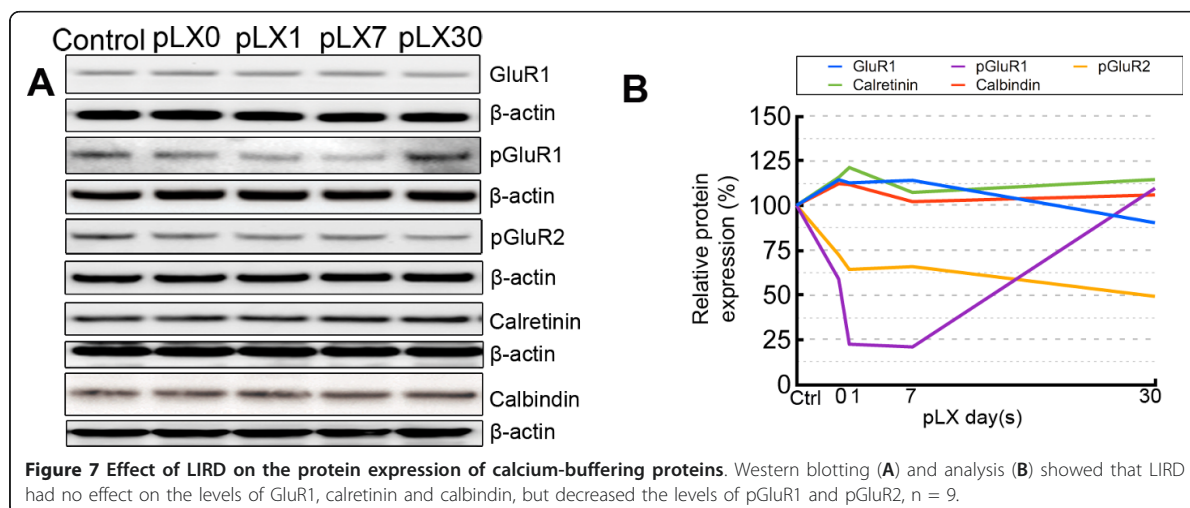 Control pLX0 pLX1 pLX7 pLX30
A
GluR1
β-actin
pGluR1
β-actin
pGluR2
β-actin
Calretinin
β-actin
Calbindin
β-actin
B
GluR1 pGluR1 pGluR2
Calretinin Calbindin
Relative protein
expression (%)
150
125
100
75
50
25
0
Ctrl 0 1 7 30
pLX day(s)
Figure 7 Effect of LIRD on the protein expression of calcium-buffering proteins. Western blotting (A) and analysis (B) showed that LIRD
had no effect on the levels of GluR1, calretinin and calbindin, but decreased the levels of pGluR1 and pGluR2, n = 9.